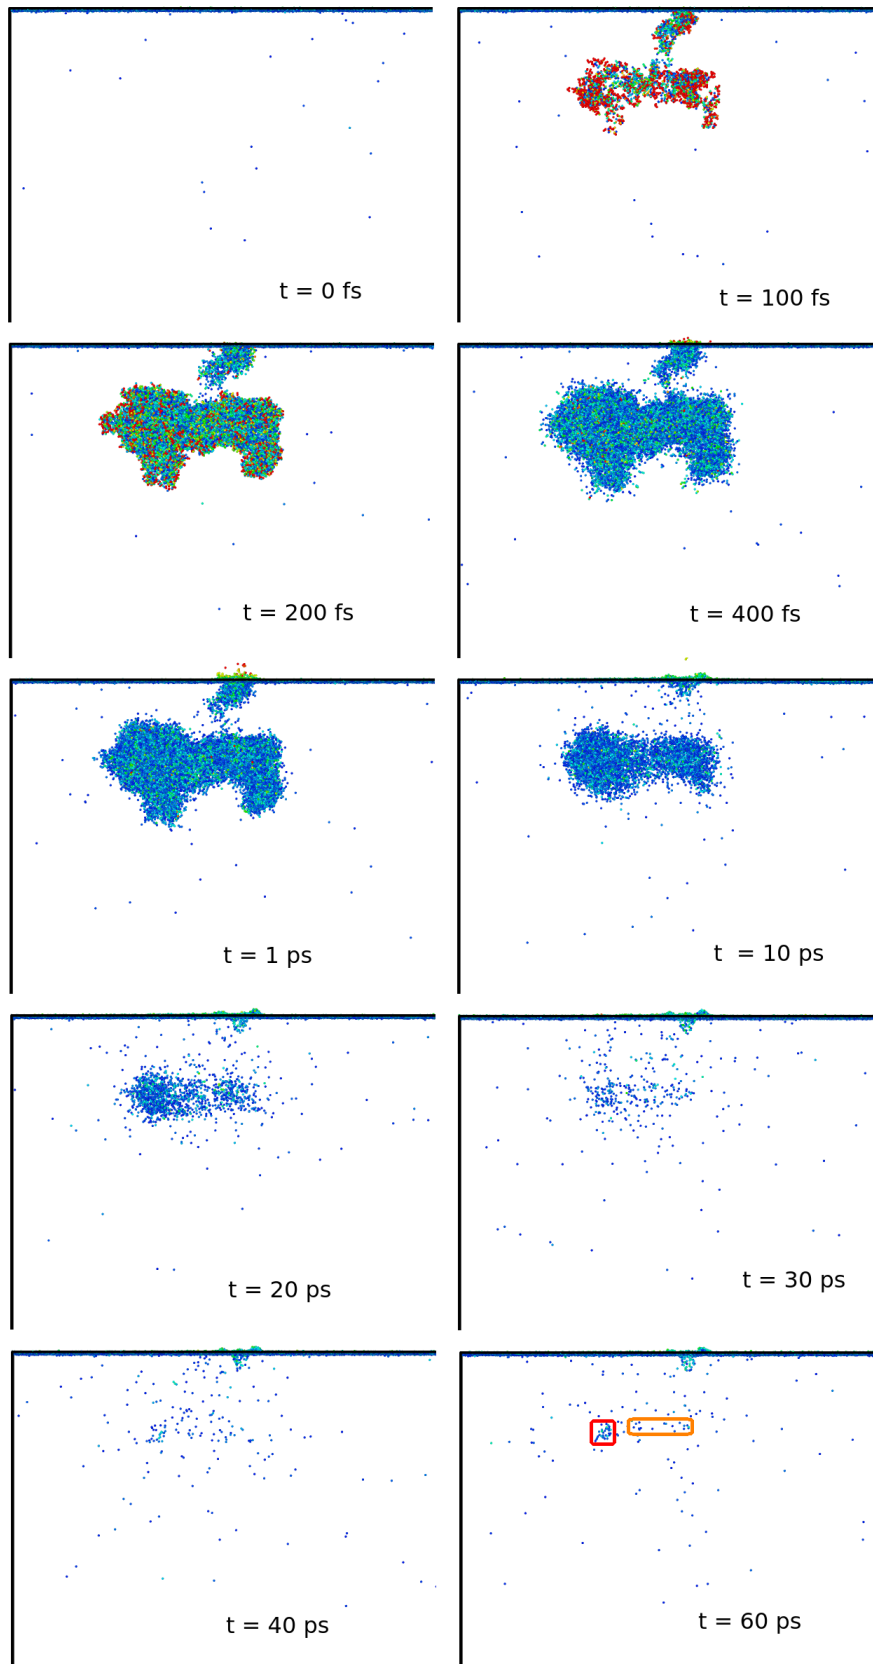 t = 0 fs
t = 100 fs
t = 200 fs
t = 400 fs
t = 1 ps
t  = 10 ps
t = 20 ps
t = 30 ps
t = 40 ps
t = 60 ps